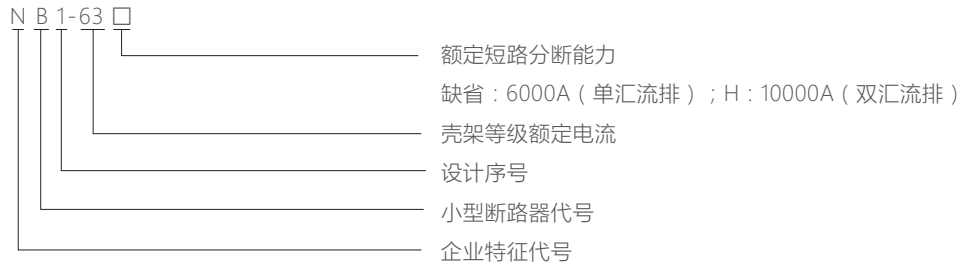 N B 1-63 □
额定短路分断能力
缺省：6000A（单汇流排）；H：10000A（双汇流排）
壳架等级额定电流
设计序号
小型断路器代号
企业特征代号